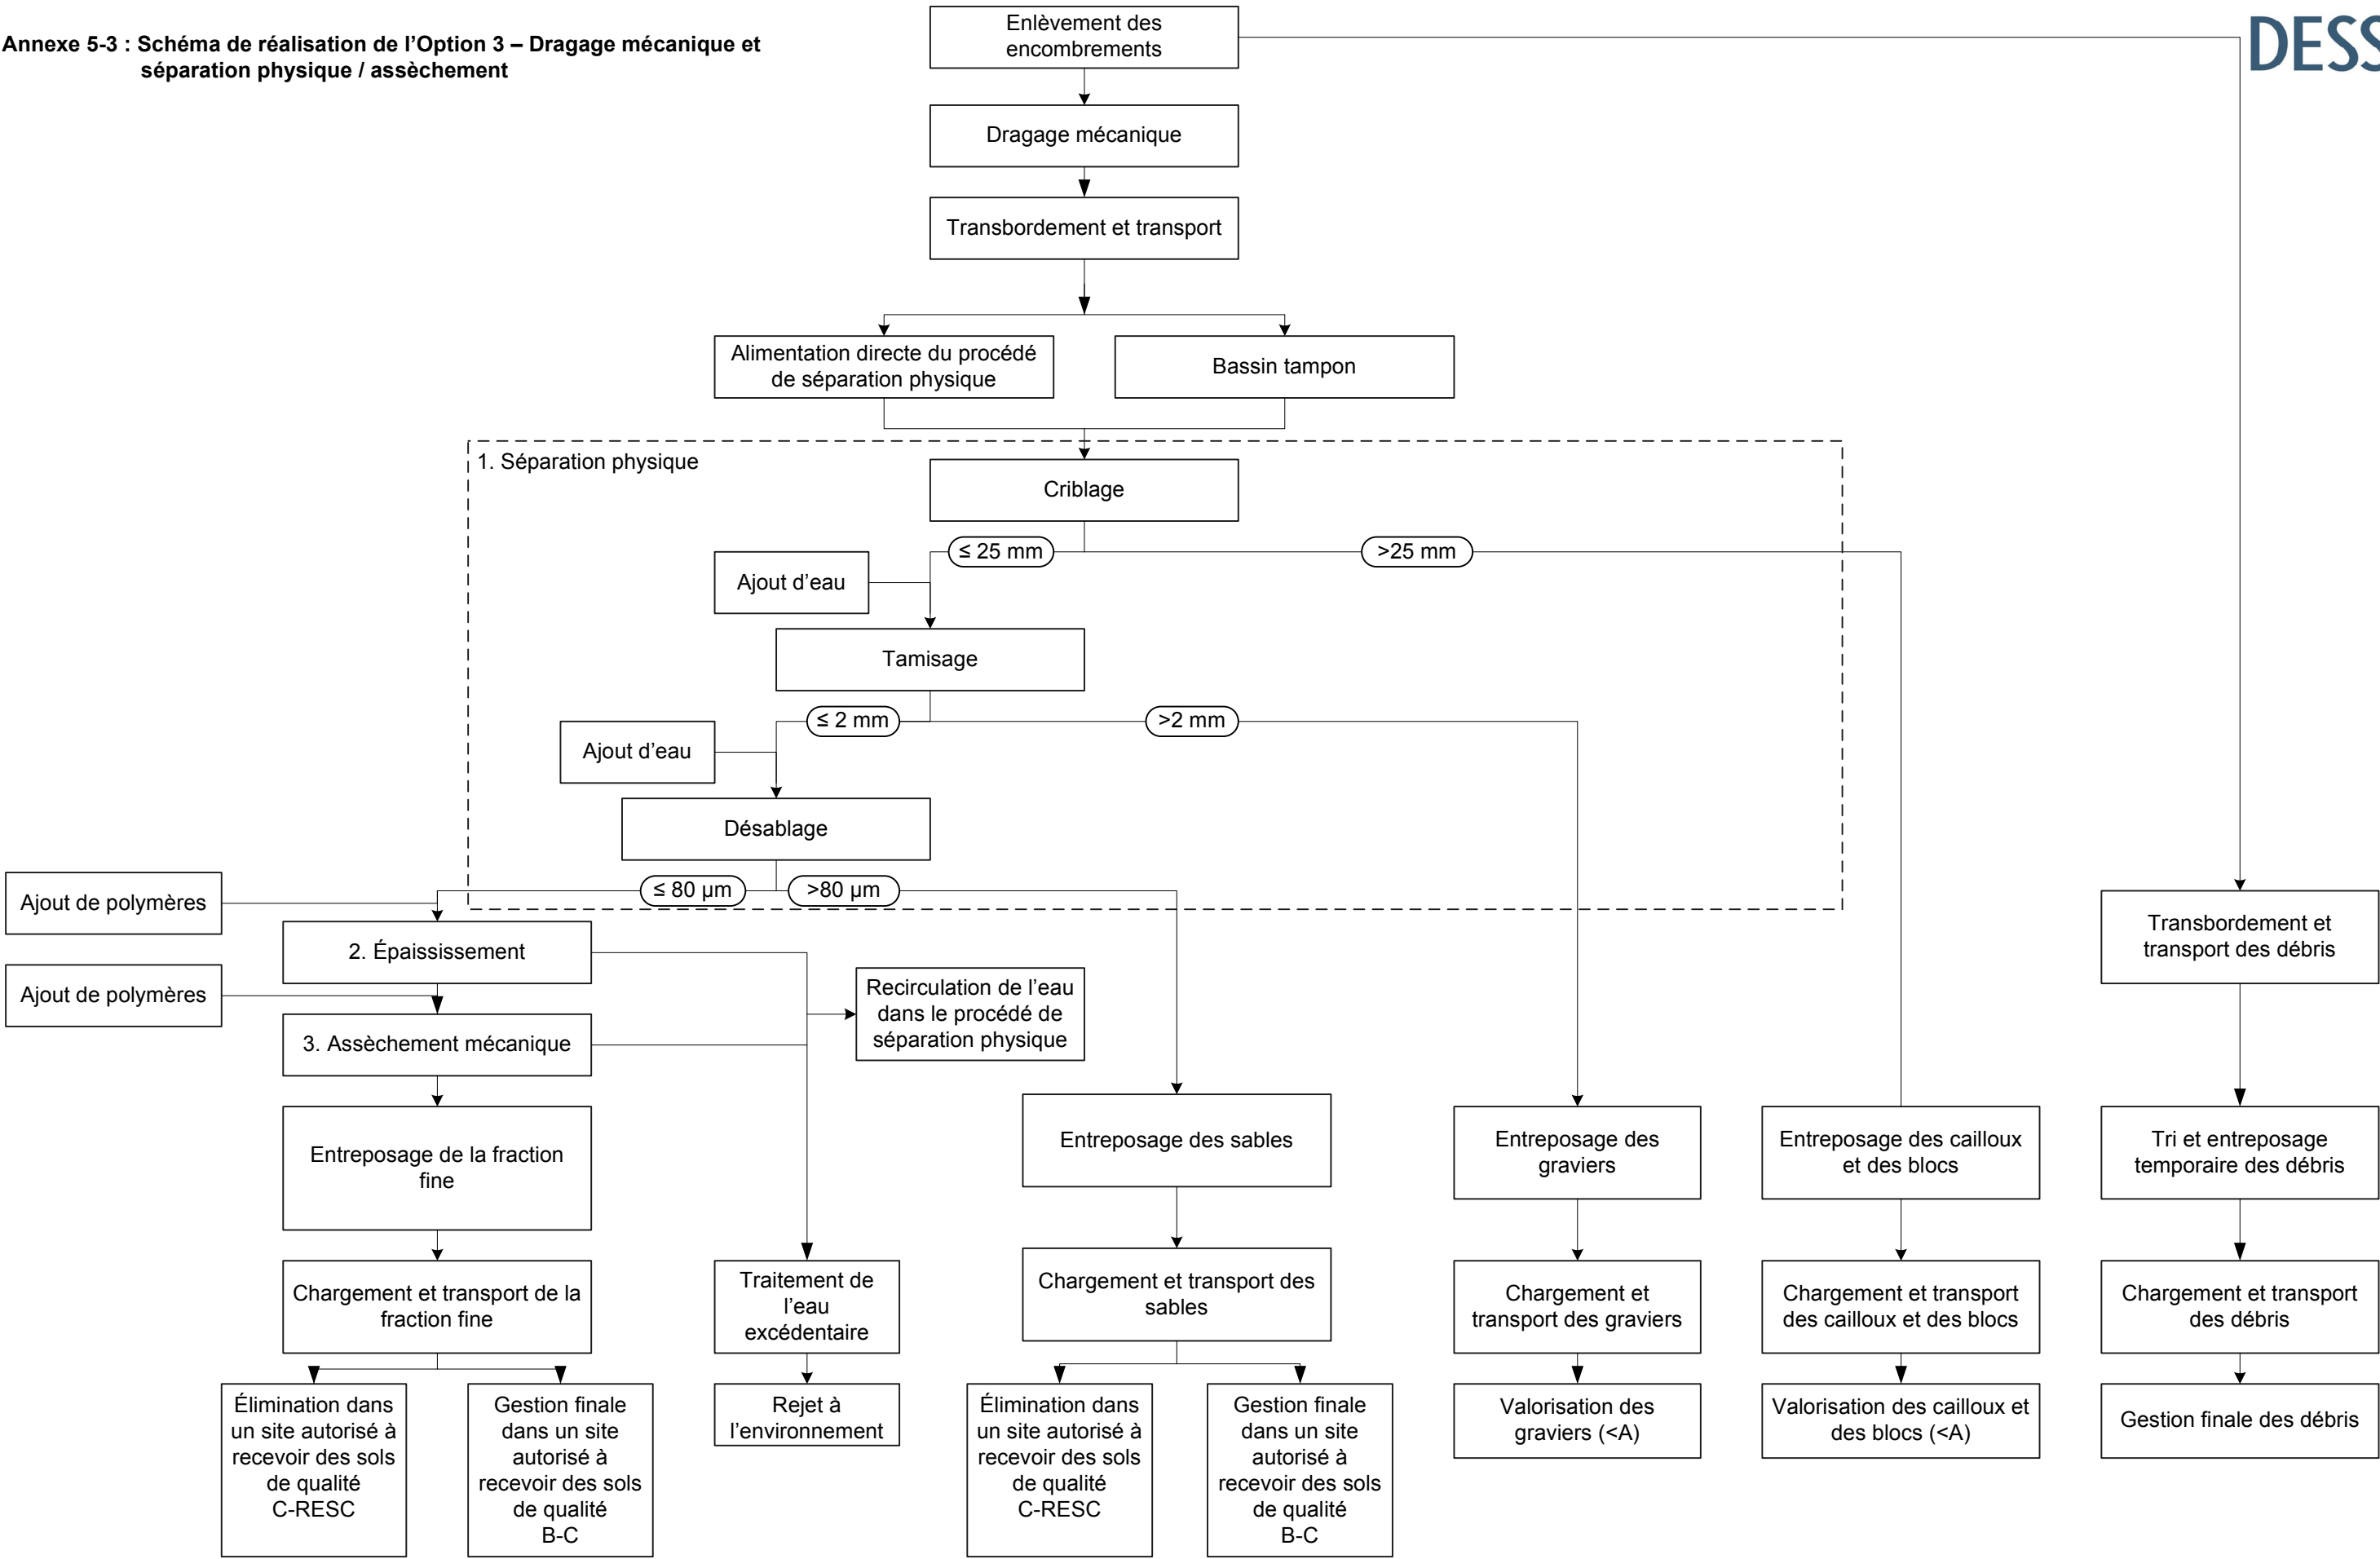 Annexe 5-3 : Schéma de réalisation de l’Option 3 – Dragage mécanique et
séparation physique / assèchement
Enlèvement des
encombrements
DESS
Dragage mécanique
Transbordement et transport
Alimentation directe du procédé
de séparation physique
Bassin tampon
1. Séparation physique
Criblage
≤ 25 mm
>25 mm
Ajout d’eau
Tamisage
≤ 2 mm
>2 mm
Ajout d’eau
Désablage
≤ 80 µm
>80 µm
Ajout de polymères
2. Épaississement
Ajout de polymères
3. Assèchement mécanique
Recirculation de l’eau
dans le procédé de
séparation physique
Transbordement et
transport des débris
Entreposage de la fraction
fine
Entreposage des sables
Entreposage des
graviers
Entreposage des cailloux
et des blocs
Tri et entreposage
temporaire des débris
Chargement et transport de la
fraction fine
Traitement de
l’eau
excédentaire
Chargement et transport des
sables
Chargement et
transport des graviers
Chargement et transport
des cailloux et des blocs
Chargement et transport
des débris
Élimination dans
un site autorisé à
recevoir des sols
de qualité
C-RESC
Gestion finale
dans un site
autorisé à
recevoir des sols
de qualité
B-C
Rejet à
l’environnement
Élimination dans
un site autorisé à
recevoir des sols
de qualité
C-RESC
Gestion finale
dans un site
autorisé à
recevoir des sols
de qualité
B-C
Valorisation des
graviers (<A)
Valorisation des cailloux et
des blocs (<A)
Gestion finale des débris